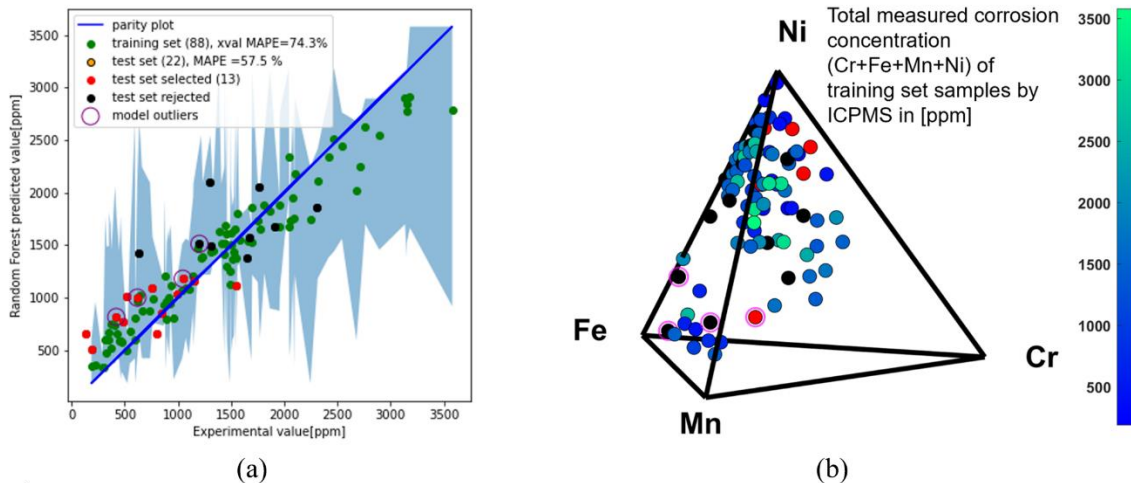 parity plot
training set (88), xval MAPE=74.3%
test set (22), MAPE =57.5 %
test set selected (13)
test set rejected
model outliers
Random Forest predicted value[ppm]
3500
3000
2500
2000
1500
1000
500
0
500
1000
1500
2000
2500
3000
3500
Experimental value[ppm]
(a)
Total measured corrosion
concentration
(Cr+Fe+Mn+Ni) of
training set samples by
ICPMS in [ppm]
Ni
Fe
Cr
Mn
3500
3000
2500
2000
1500
1000
500
(b)